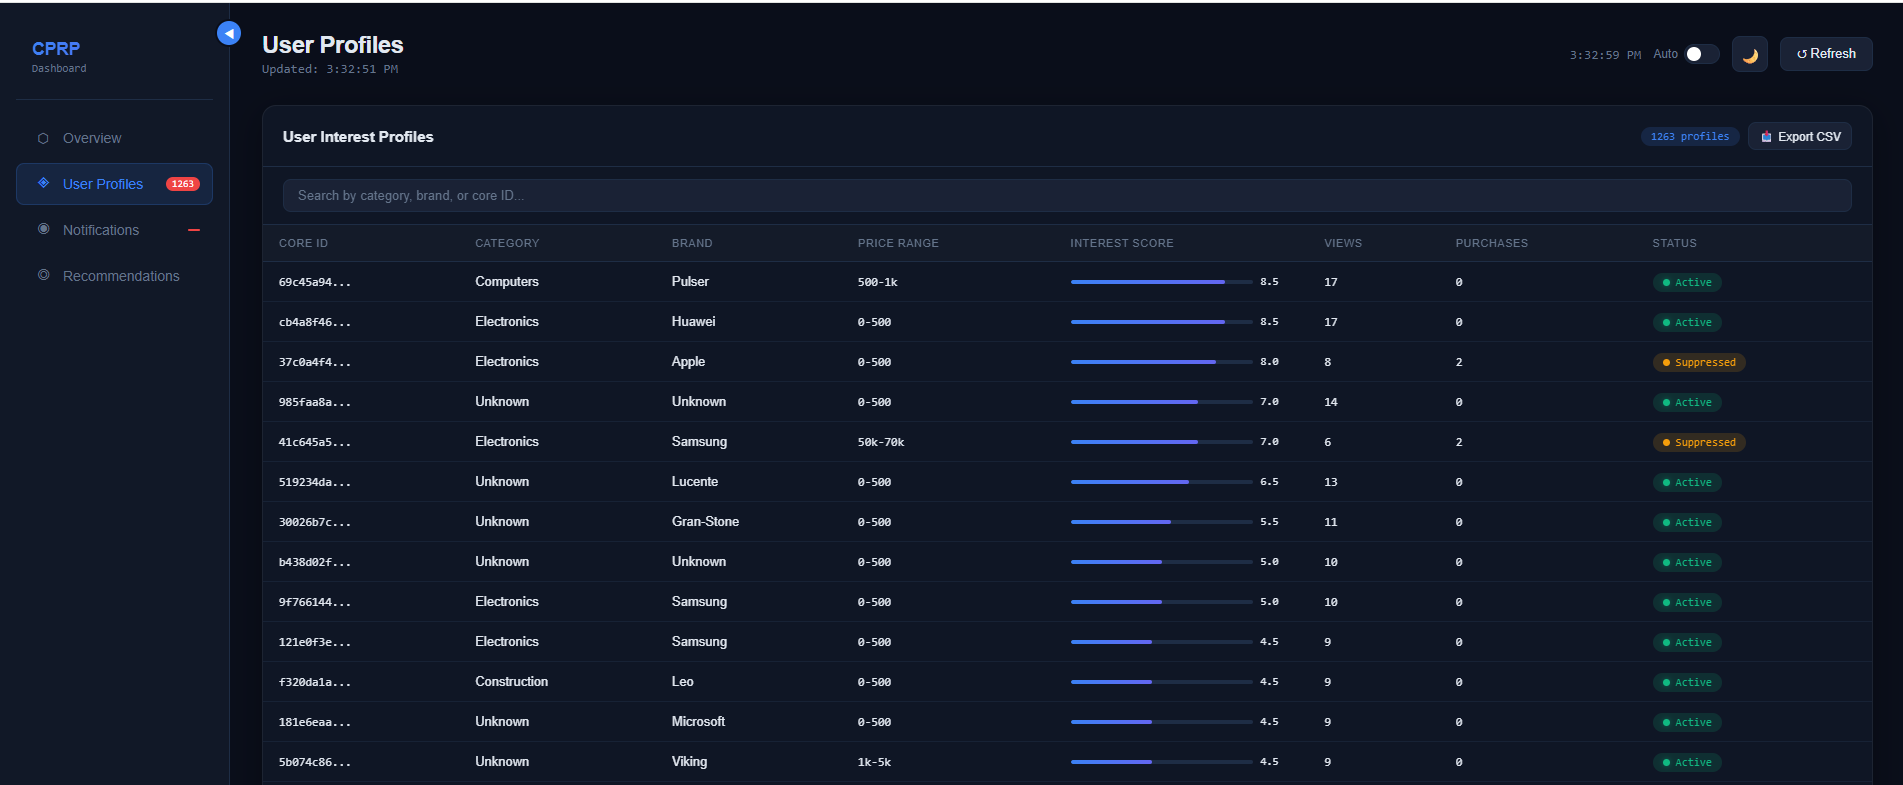 CPRP
Dashboard
Overview
User Profiles 1263
Notifications —
Recommendations
User Profiles
Updated: 3:32:51 PM
3:32:59 PM Auto Refresh
User Interest Profiles
1263 profiles Export CSV
Search by category, brand, or core ID...
CORE ID CATEGORY BRAND PRICE RANGE INTEREST SCORE VIEWS PURCHASES STATUS
69c45a94... Computers Pulser 500-1k 8.5 17 0 Active
cb4a8f46... Electronics Huawei 0-500 8.5 17 0 Active
37c0a4f4... Electronics Apple 0-500 8.0 8 2 Suppressed
985faa8a... Unknown Unknown 0-500 7.0 14 0 Active
41c645a5... Electronics Samsung 50k-70k 7.0 6 2 Suppressed
519234da... Unknown Lucente 0-500 6.5 13 0 Active
30026b7c... Unknown Gran-Stone 0-500 5.5 11 0 Active
b438d02f... Unknown Unknown 0-500 5.0 10 0 Active
9f766144... Electronics Samsung 0-500 5.0 10 0 Active
121e0f3e... Electronics Samsung 0-500 4.5 9 0 Active
f320da1a... Construction Leo 0-500 4.5 9 0 Active
181e6eaa... Unknown Microsoft 0-500 4.5 9 0 Active
5b074c86... Unknown Viking 1k-5k 4.5 9 0 Active